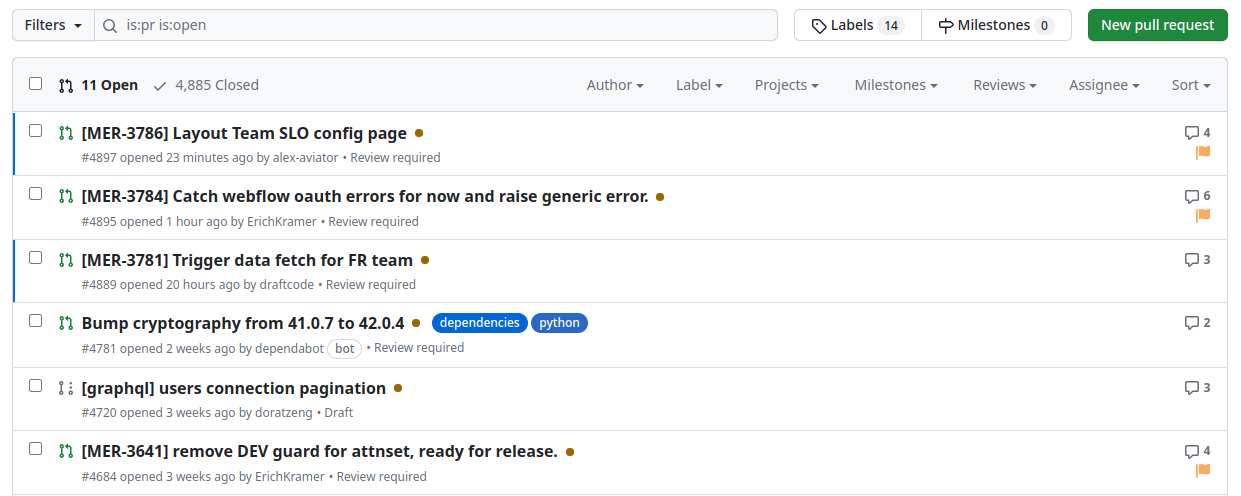 Filters is:pr is:open Labels 14 Milestones 0 New pull request
11 Open 4,885 Closed Author Label Projects Milestones Reviews Assignee Sort
[MER-3786] Layout Team SLO config page 4
#4897 opened 23 minutes ago by alex-aviator • Review required
[MER-3784] Catch webflow oauth errors for now and raise generic error. 6
#4895 opened 1 hour ago by ErichKramer • Review required
[MER-3781] Trigger data fetch for FR team 3
#4889 opened 20 hours ago by draftcode • Review required
Bump cryptography from 41.0.7 to 42.0.4 dependencies python 2
#4781 opened 2 weeks ago by dependabot bot • Review required
[graphql] users connection pagination 3
#4720 opened 3 weeks ago by doratzeng • Draft
[MER-3641] remove DEV guard for attnset, ready for release. 4
#4684 opened 3 weeks ago by ErichKramer • Review required